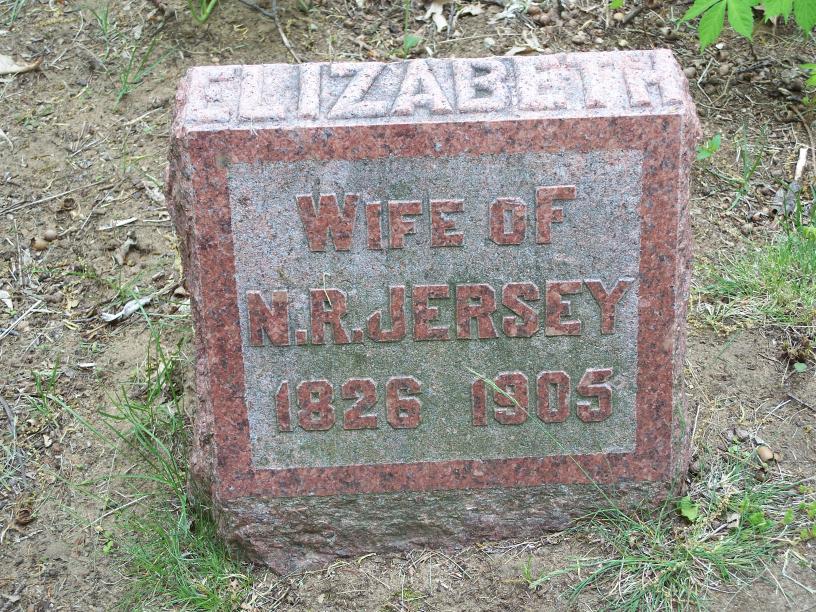 ELIZABETH
WIFE OF
N.R.JERSEY
1826 1905